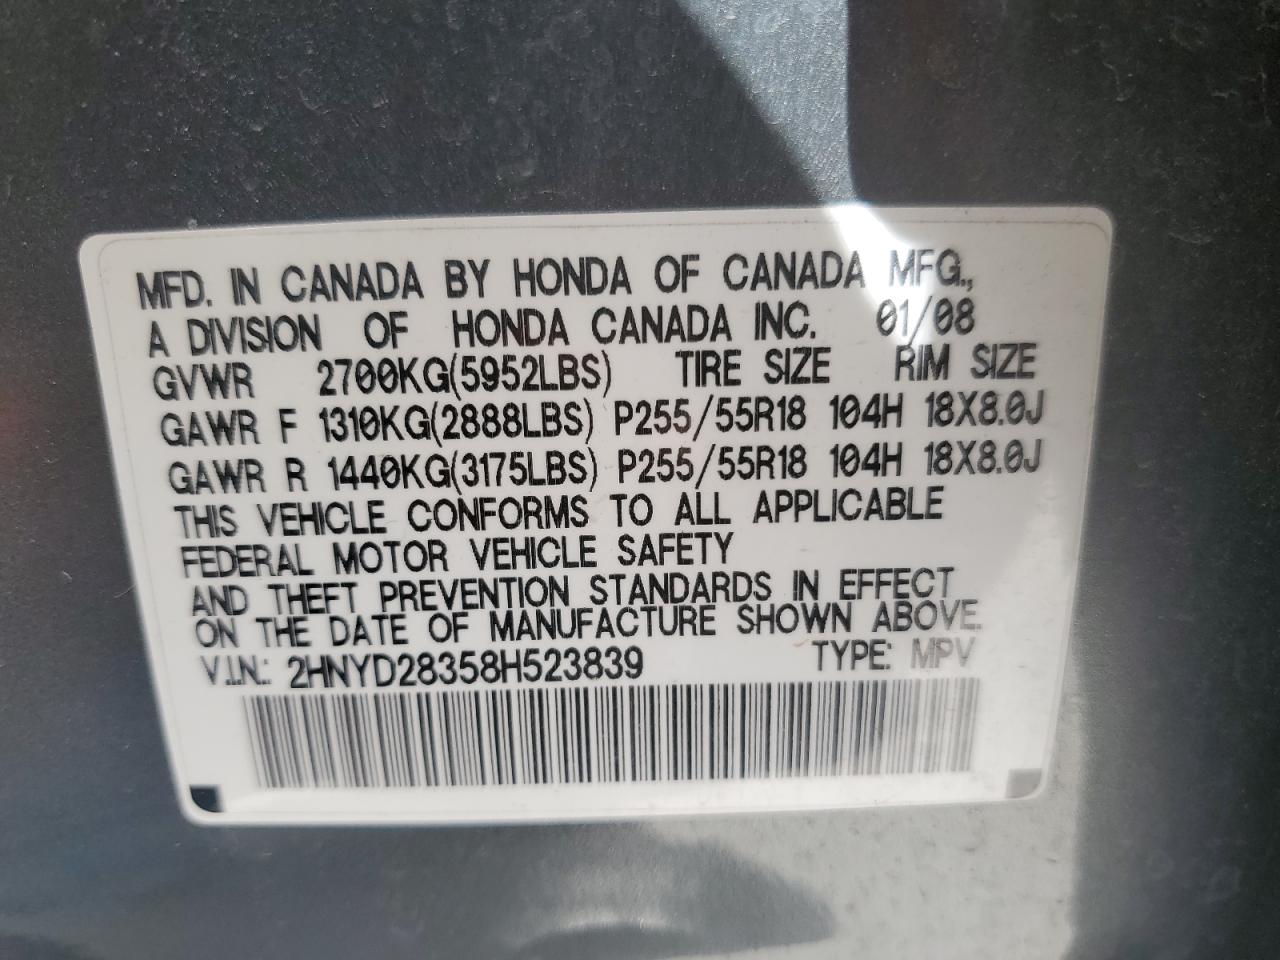 MFD. IN CANADA BY HONDA OF CANADA MFG.,
A DIVISION OF HONDA CANADA INC. 01/08
GVWR 2700KG(5952LBS) TIRE SIZE RIM SIZE
GAWR F 1310KG(2888LBS) P255/55R18 104H 18X8.0J
GAWR R 1440KG(3175LBS) P255/55R18 104H 18X8.0J
THIS VEHICLE CONFORMS TO ALL APPLICABLE
FEDERAL MOTOR VEHICLE SAFETY
AND THEFT PREVENTION STANDARDS IN EFFECT
ON THE DATE OF MANUFACTURE SHOWN ABOVE.
V.I.N.: 2HNYD28358H523839 TYPE: MPV